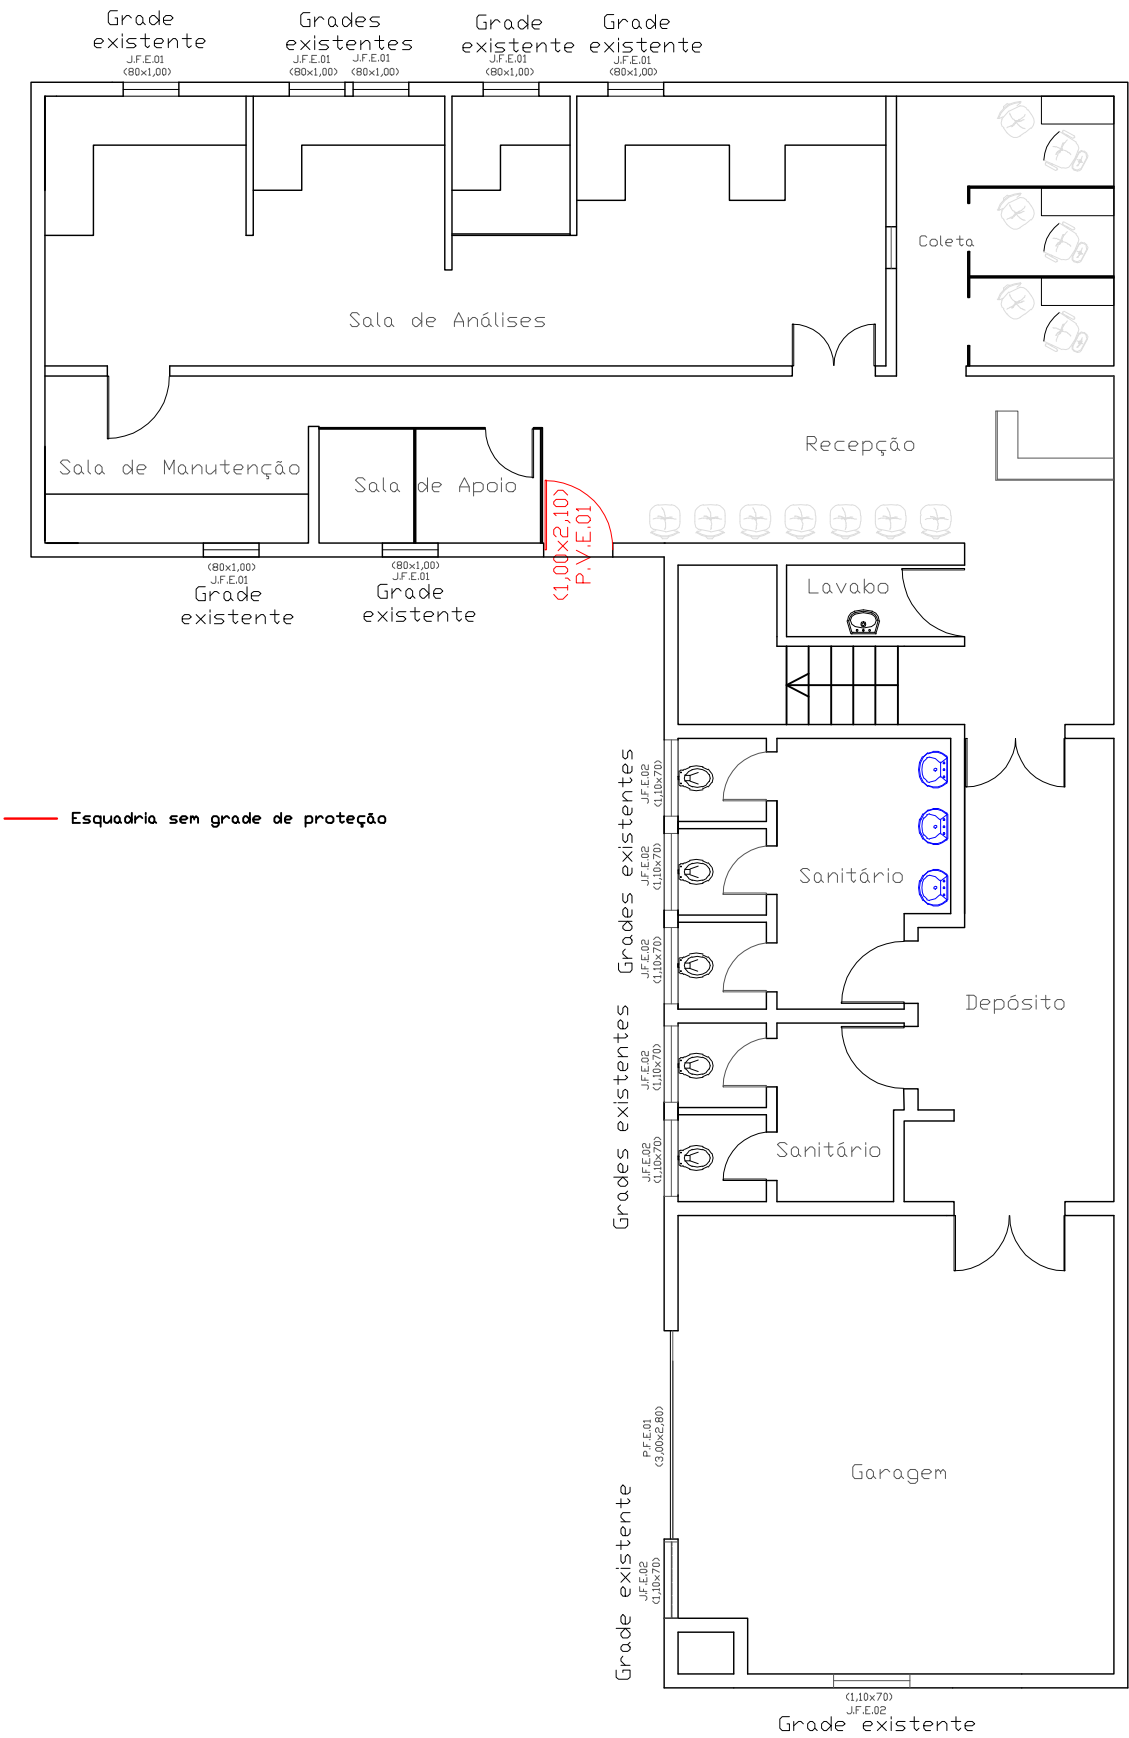 Grade
existente
J.F.E.01
(80x1,00)
Grades
existentes
J.F.E.01
(80x1,00)
J.F.E.01
(80x1,00)
Grade
existente
J.F.E.01
(80x1,00)
Grade
existente
J.F.E.01
(80x1,00)
Coleta
Sala de Análises
Recepção
Sala de Manutenção
Sala de Apoio
(1,00x2,10)
P.V.E.01
(80x1,00)
J.F.E.01
Grade
existente
(80x1,00)
J.F.E.01
Grade
existente
Lavabo
Esquadria sem grade de proteção
Grades existentes
J.F.E.02
(1,10x70)
J.F.E.02
(1,10x70)
J.F.E.02
(1,10x70)
Sanitário
Depósito
Grades existentes
J.F.E.02
(1,10x70)
J.F.E.02
(1,10x70)
Sanitário
P.F.E.01
(3,00x2,80)
Garagem
Grade existente
J.F.E.02
(1,10x70)
(1,10x70)
J.F.E.02
Grade existente